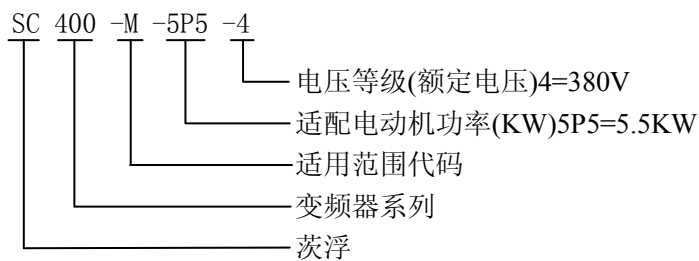 SC 400 -M -5P5 -4
电压等级(额定电压)4=380V
适配电动机功率(KW)5P5=5.5KW
适用范围代码
变频器系列
茨浮